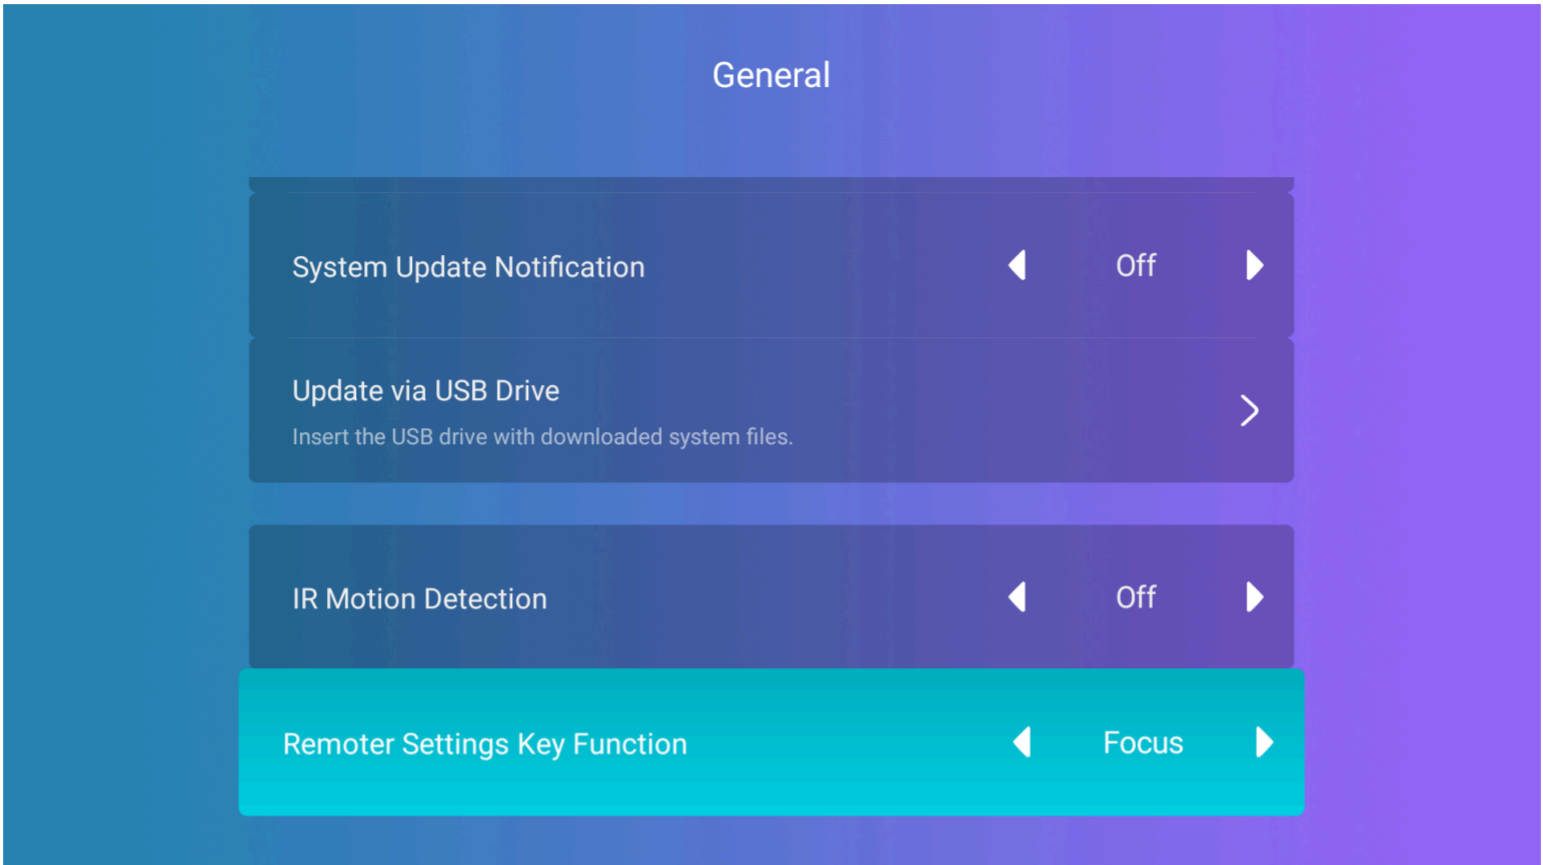 General
System Update Notification Off
Update via USB Drive
Insert the USB drive with downloaded system files.
IR Motion Detection Off
Remoter Settings Key Function Focus